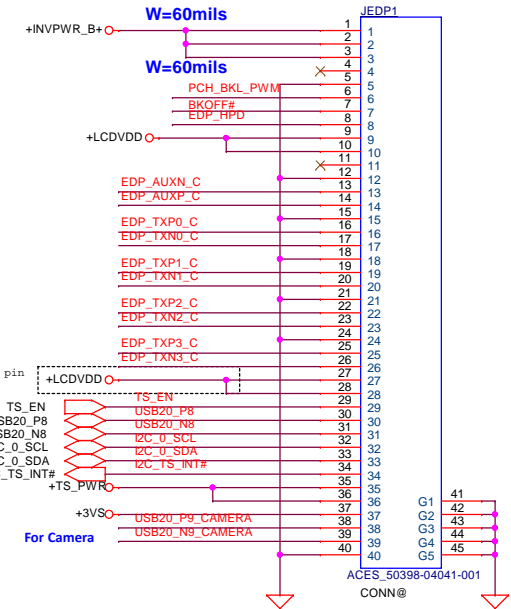 W=60mils
JEDP1
+INVPWR_B+
1 1
2 2
3 3
W=60mils
4 4
5 5
PCH_BKL_PWM 6 6
BKOFF# 7 7
EDP_HPD 8 8
+LCDVDD 9 9
10 10
11 11
12 12
EDP_AUXN_C 13 13
EDP_AUXP_C 14 14
15 15
EDP_TXP0_C 16 16
EDP_TXN0_C 17 17
18 18
EDP_TXP1_C 19 19
EDP_TXN1_C 20 20
21 21
EDP_TXP2_C 22 22
EDP_TXN2_C 23 23
24 24
EDP_TXP3_C 25 25
EDP_TXN3_C 26 26
pin +LCDVDD 27 27
28 28
TS_EN TS_EN 29 29
USB20_P8 30 30
USB20_N8 31 31
I2C_0_SCL 32 32
I2C_0_SDA 33 33
I2C_TS_INT# 34 34
+TS_PWR 35 35
36 36 G1 41
+3VS 37 37 G2 42
USB20_P9_CAMERA 38 38 G3 43
For Camera USB20_N9_CAMERA 39 39 G4 44
40 40 G5 45
ACES_50398-04041-001
CONN@